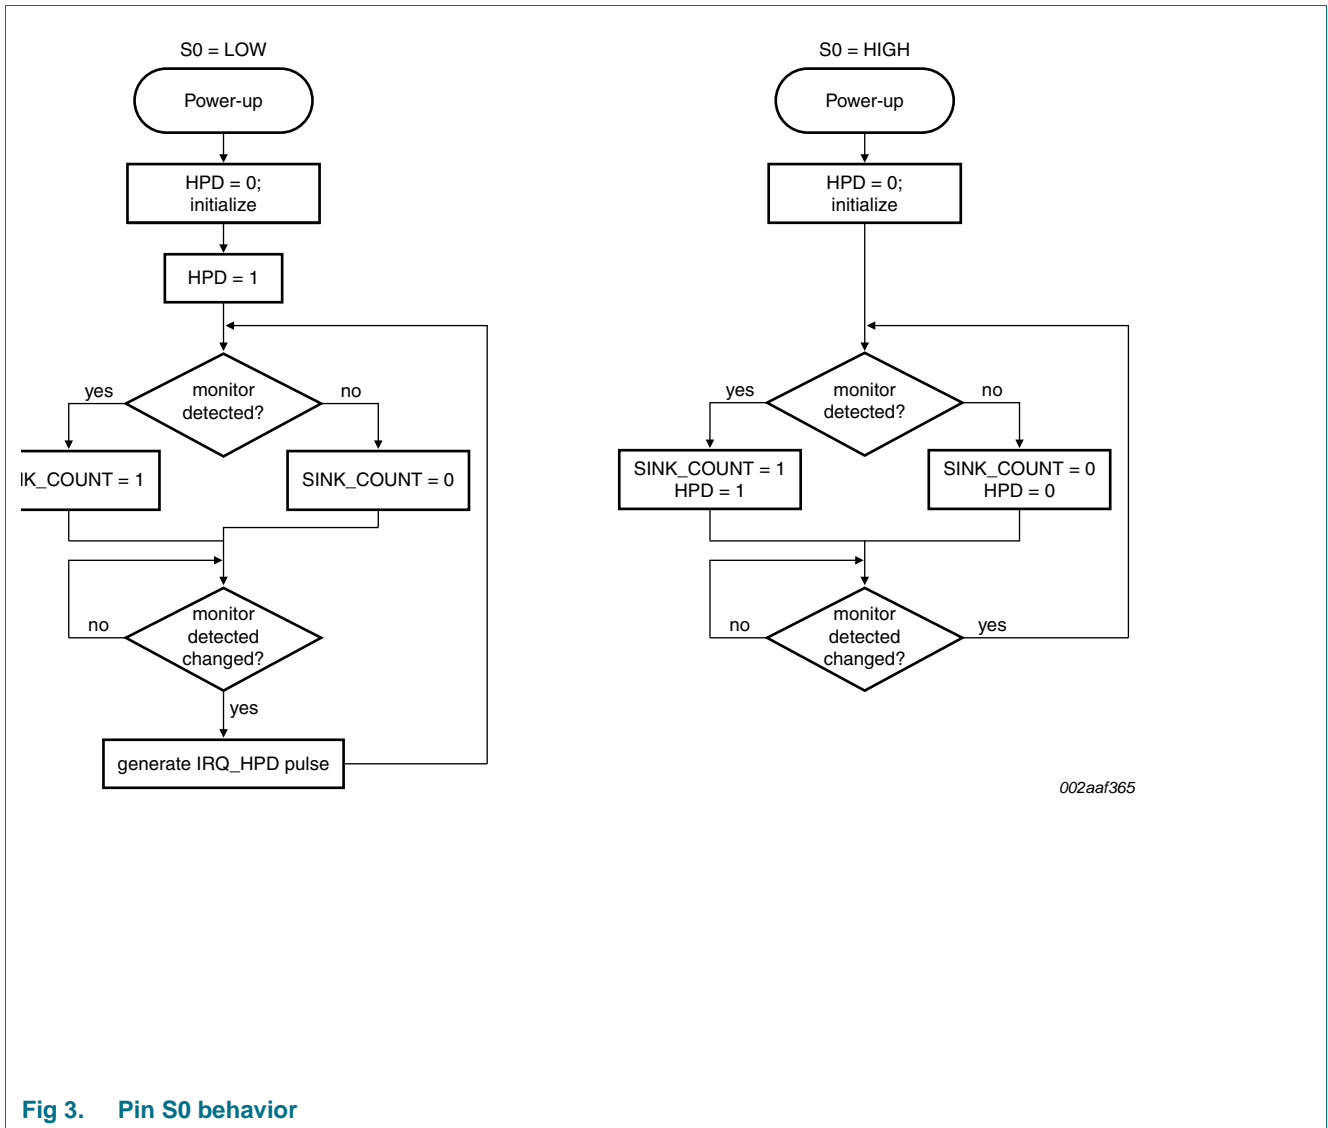 S0 = LOW
Power-up
HPD = 0;
initialize
HPD = 1
monitor
detected?
yes
no
IK_COUNT = 1
SINK_COUNT = 0
monitor
detected
changed?
no
yes
generate IRQ_HPD pulse
S0 = HIGH
Power-up
HPD = 0;
initialize
monitor
detected?
yes
no
SINK_COUNT = 1
HPD = 1
SINK_COUNT = 0
HPD = 0
monitor
detected
changed?
no
yes
002aaf365
Fig 3. Pin S0 behavior